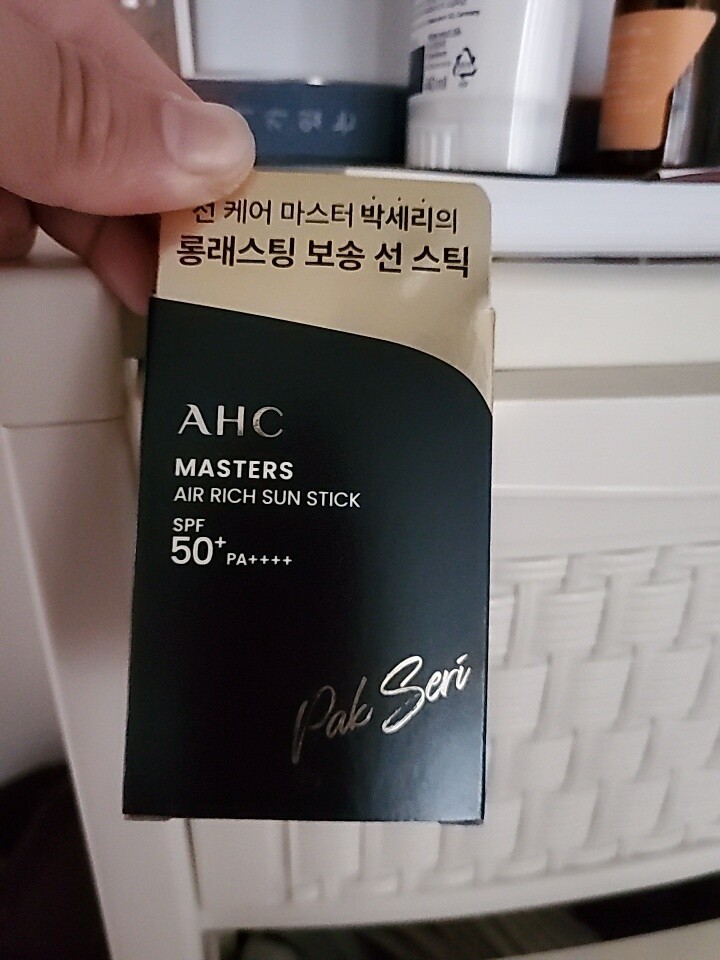 선 케어 마스터 박세리의
롱래스팅 보송 선 스틱
AHC
MASTERS
AIR RICH SUN STICK
SPF
50+ PA++++
Pak Seri